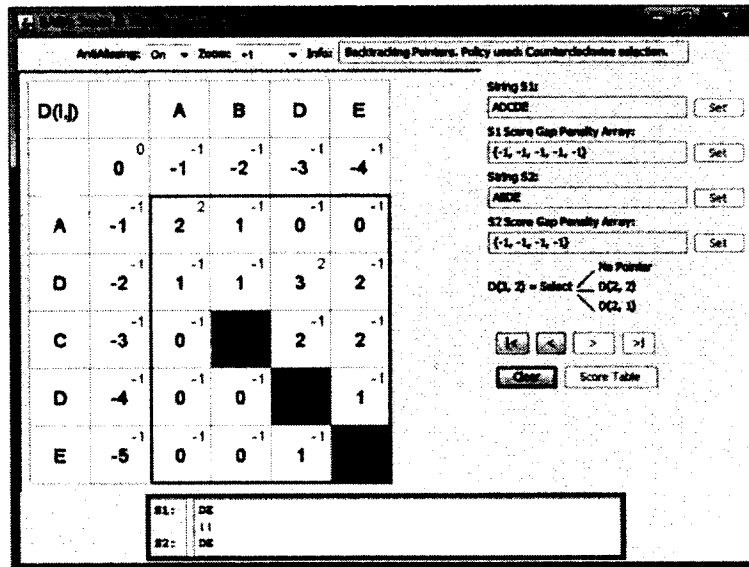 AntiAliasing: On Zoom: +1 Info: Backtracking Pointers. Policy used: Counterclockwise selection.
D(i,j) A B D E
0 0 -1 -1 -2 -1 -3 -1 -4 -1
A -1 -1 2 2 1 -1 0 -1 0 -1
D -2 -1 1 -1 1 -1 3 2 2 -1
C -3 -1 0 -1 2 -1 2 -1
D -4 -1 0 -1 0 -1 1 -1
E -5 -1 0 -1 0 -1 1 -1
String S1:
ADCDE Set
S1 Score Gap Penalty Array:
{-1, -1, -1, -1, -1} Set
String S2:
ABDE Set
S2 Score Gap Penalty Array:
{-1, -1, -1, -1} Set
No Pointer
D(3, 2) = Select D(2, 2)
D(2, 1)
|< < > >|
Clear Score Table
S1: DE
||
S2: DE